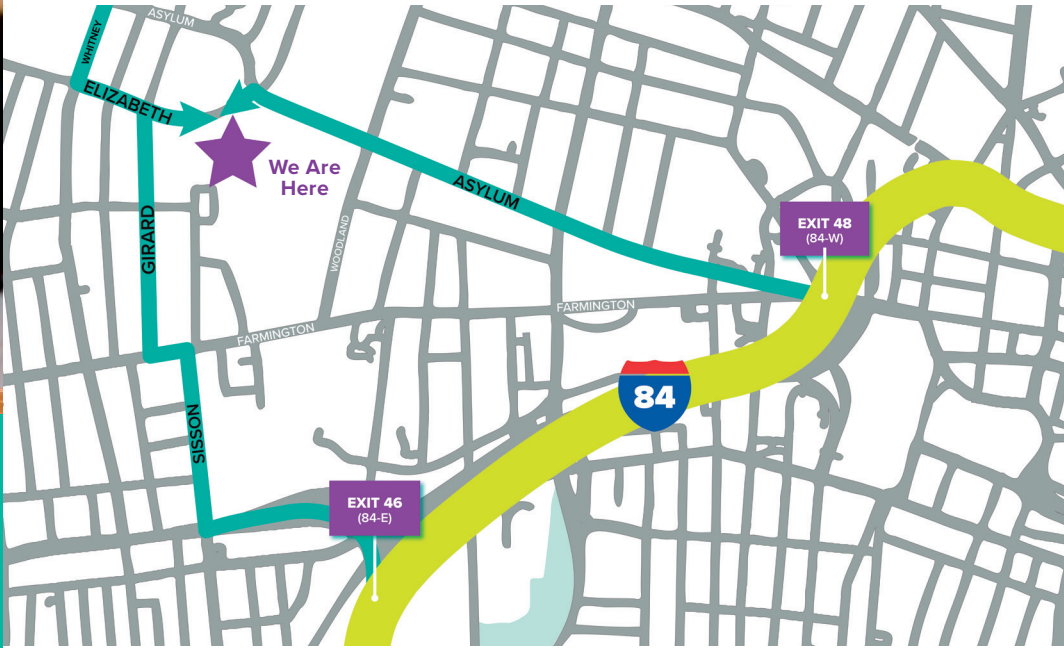 WHITNEY
ASYLUM
ELIZABETH
We Are
Here
ASYLUM
GIRARD
WOODLAND
EXIT 48
(84-W)
FARMINGTON
FARMINGTON
84
SISSON
EXIT 46
(84-E)